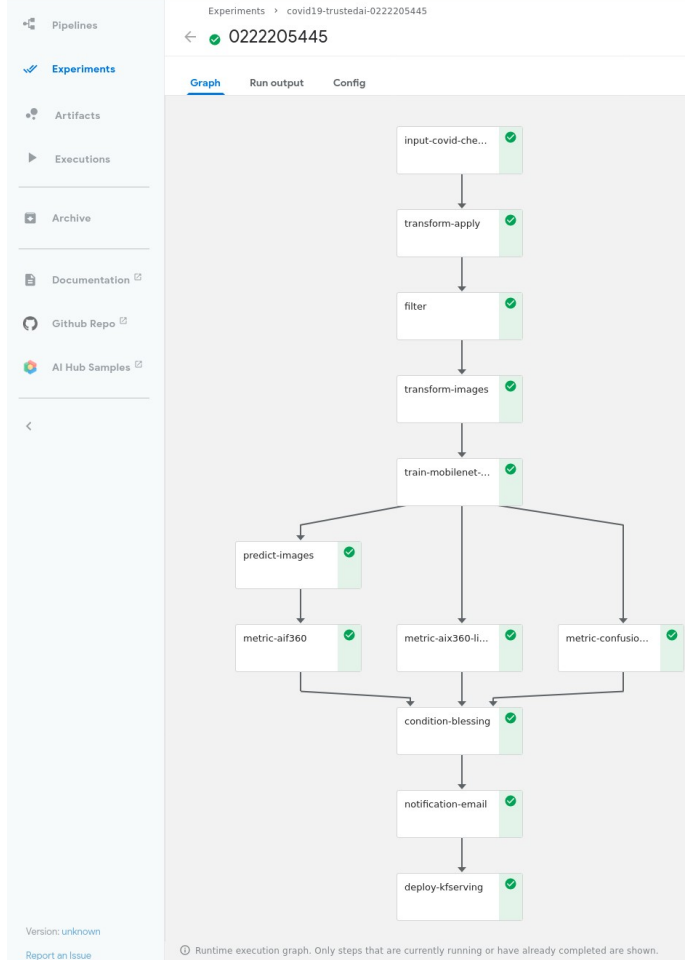 Experiments › covid19-trustedai-0222205445
0222205445
Pipelines
Experiments
Artifacts
Executions
Archive
Documentation
Github Repo
AI Hub Samples
Version: unknown
Report an Issue
Graph Run output Config
input-covid-che...
transform-apply
filter
transform-images
train-mobilenet-...
predict-images
metric-aif360 metric-aix360-li... metric-confusio...
condition-blessing
notification-email
deploy-kfserving
Runtime execution graph. Only steps that are currently running or have already completed are shown.